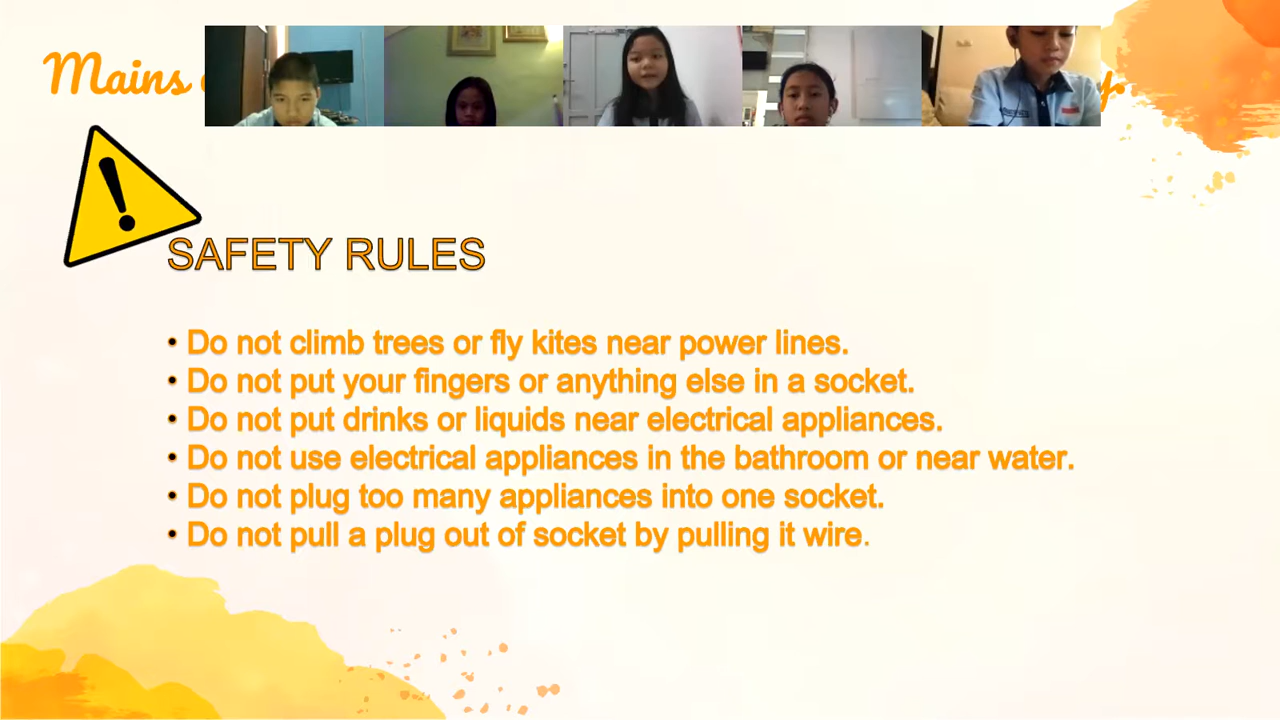 Mains
SAFETY RULES
• Do not climb trees or fly kites near power lines.
• Do not put your fingers or anything else in a socket.
• Do not put drinks or liquids near electrical appliances.
• Do not use electrical appliances in the bathroom or near water.
• Do not plug too many appliances into one socket.
• Do not pull a plug out of socket by pulling it wire.